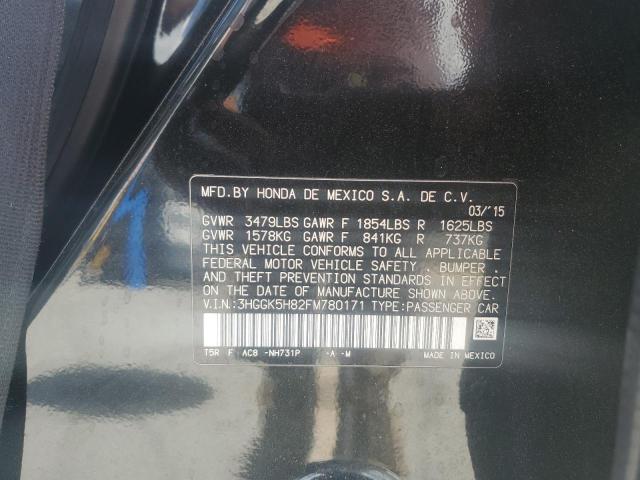 MFD.BY HONDA DE MEXICO S.A. DE C.V.
03/'15
GVWR 3479LBS GAWR F 1854LBS R 1625LBS
GVWR 1578KG GAWR F 841KG R 737KG
THIS VEHICLE CONFORMS TO ALL APPLICABLE
FEDERAL MOTOR VEHICLE SAFETY . BUMPER .
AND THEFT PREVENTION STANDARDS IN EFFECT
ON THE DATE OF MANUFACTURE SHOWN ABOVE.
V.I.N.:3HGGK5H82FM780171 TYPE:PASSENGER CAR
T5R F AC8 -NH731P -A -M MADE IN MEXICO